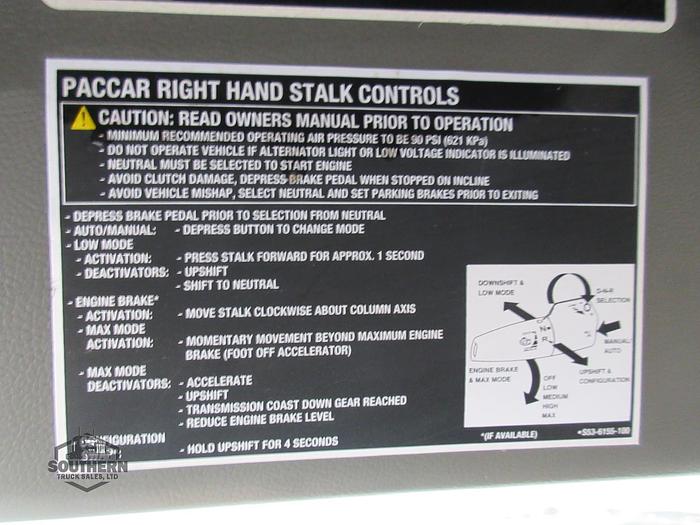 PACCAR RIGHT HAND STALK CONTROLS
CAUTION: READ OWNERS MANUAL PRIOR TO OPERATION
- MINIMUM RECOMMENDED OPERATING AIR PRESSURE TO BE 90 PSI (621 KPa)
- DO NOT OPERATE VEHICLE IF ALTERNATOR LIGHT OR LOW VOLTAGE INDICATOR IS ILLUMINATED
- NEUTRAL MUST BE SELECTED TO START ENGINE
- AVOID CLUTCH DAMAGE, DEPRESS BRAKE PEDAL WHEN STOPPED ON INCLINE
- AVOID VEHICLE MISHAP, SELECT NEUTRAL AND SET PARKING BRAKES PRIOR TO EXITING
- DEPRESS BRAKE PEDAL PRIOR TO SELECTION FROM NEUTRAL
- AUTO/MANUAL: - DEPRESS BUTTON TO CHANGE MODE
- LOW MODE
- ACTIVATION: - PRESS STALK FORWARD FOR APPROX. 1 SECOND
- DEACTIVATORS: - UPSHIFT
- SHIFT TO NEUTRAL
- ENGINE BRAKE*
- ACTIVATION: - MOVE STALK CLOCKWISE ABOUT COLUMN AXIS
- MAX MODE
ACTIVATION: - MOMENTARY MOVEMENT BEYOND MAXIMUM ENGINE
BRAKE (FOOT OFF ACCELERATOR)
- MAX MODE
DEACTIVATORS: - ACCELERATE
- UPSHIFT
- TRANSMISSION COAST DOWN GEAR REACHED
- REDUCE ENGINE BRAKE LEVEL
- HOLD UPSHIFT FOR 4 SECONDS
DOWNSHIFT &
LOW MODE
D-N-R
SELECTION
N
R
MANUAL/
AUTO
ENGINE BRAKE
& MAX MODE
OFF
LOW
MEDIUM
HIGH
MAX
UPSHIFT &
CONFIGURATION
*(IF AVAILABLE)
•S53-6155-100
SOUTHERN
TRUCK SALES, LTD